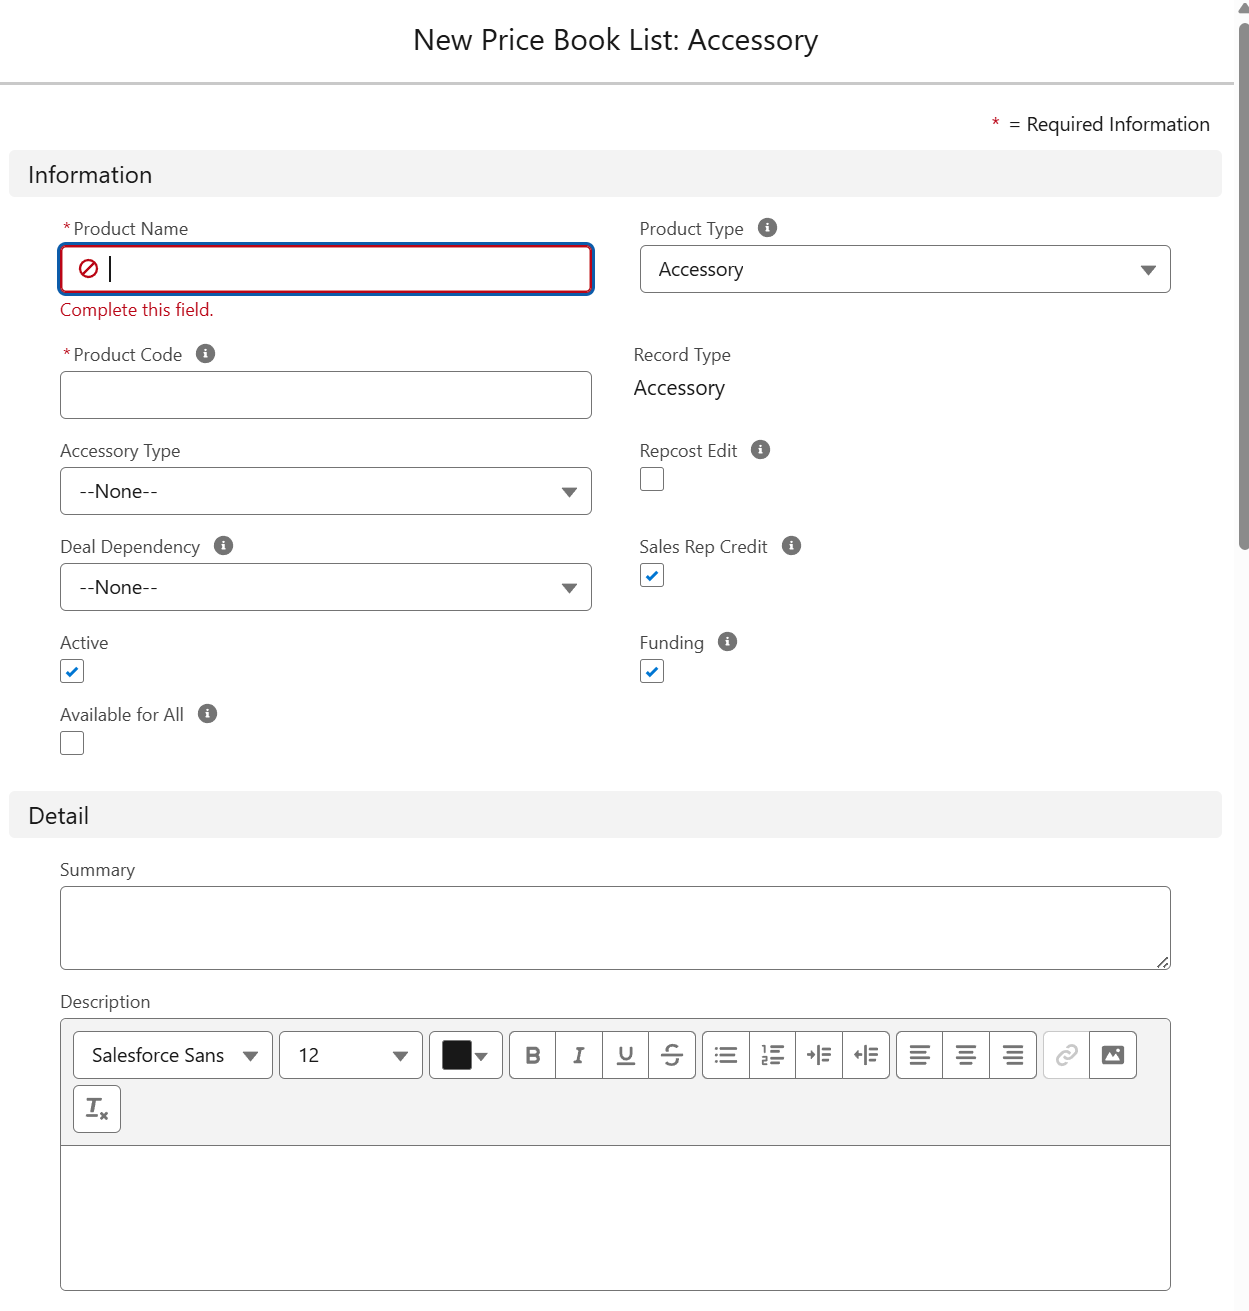 New Price Book List: Accessory
* = Required Information
Information
*Product Name
Complete this field.
Product Type
Accessory
*Product Code
Record Type
Accessory
Accessory Type
--None--
Repcost Edit
Deal Dependency
--None--
Sales Rep Credit
Active
Funding
Available for All
Detail
Summary
Description
Salesforce Sans
12